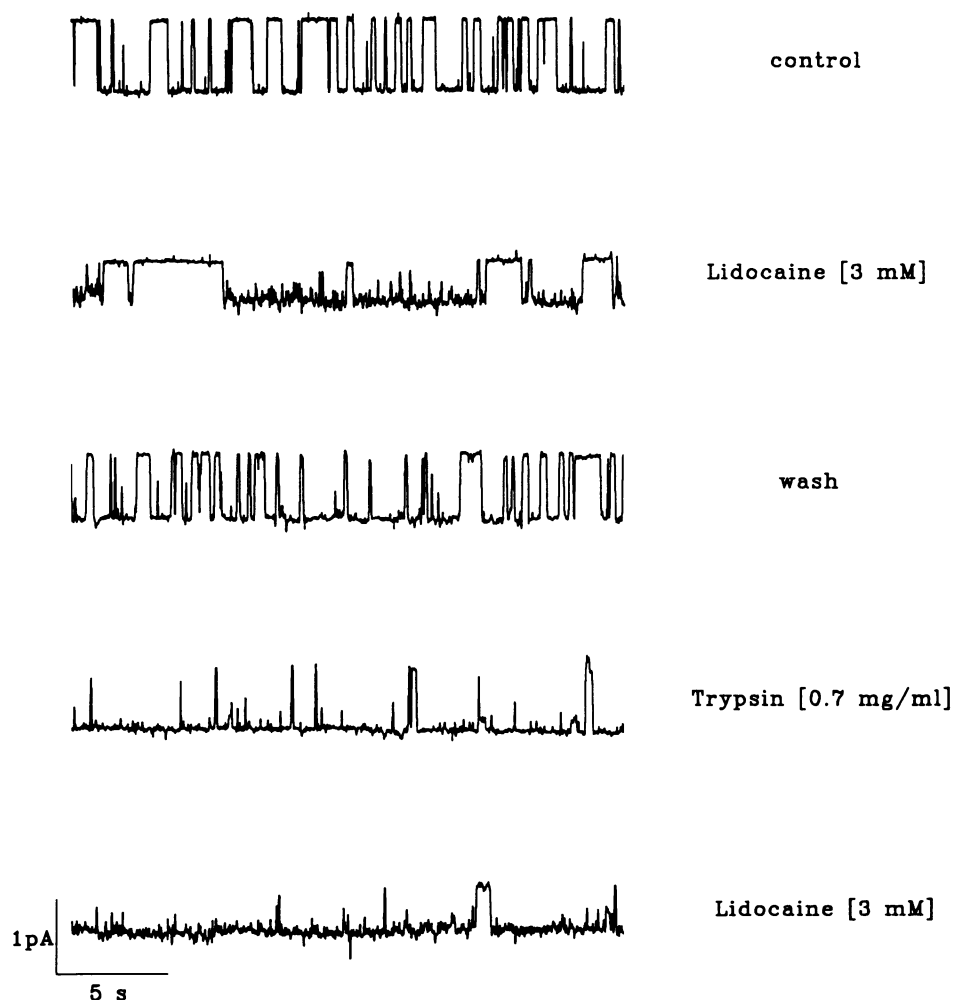 control
Lidocaine [3 mM]
wash
Trypsin [0.7 mg/ml]
Lidocaine [3 mM]
1pA
5 s